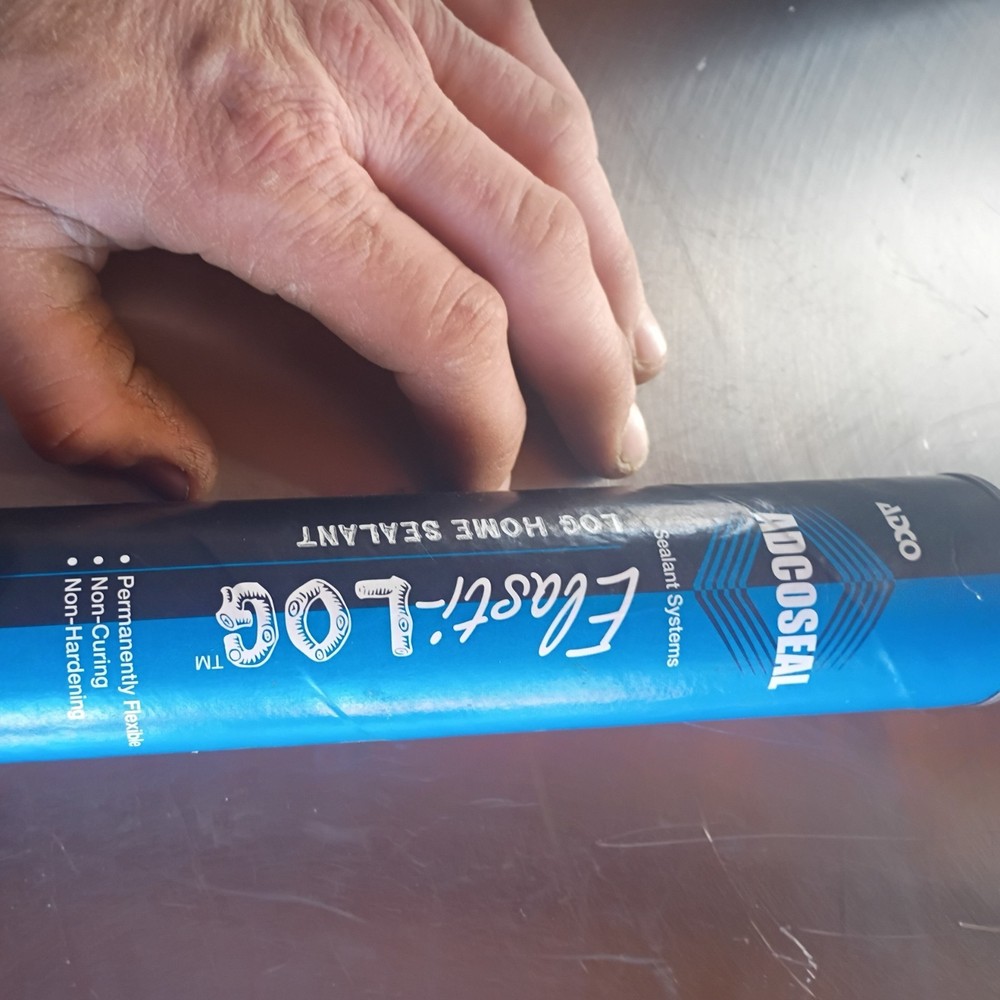 ADCO
ADCOSEAL
Sealant Systems
Elasti-LOG™
LOG HOME SEALANT
• Permanently Flexible
• Non-Curing
• Non-Hardening